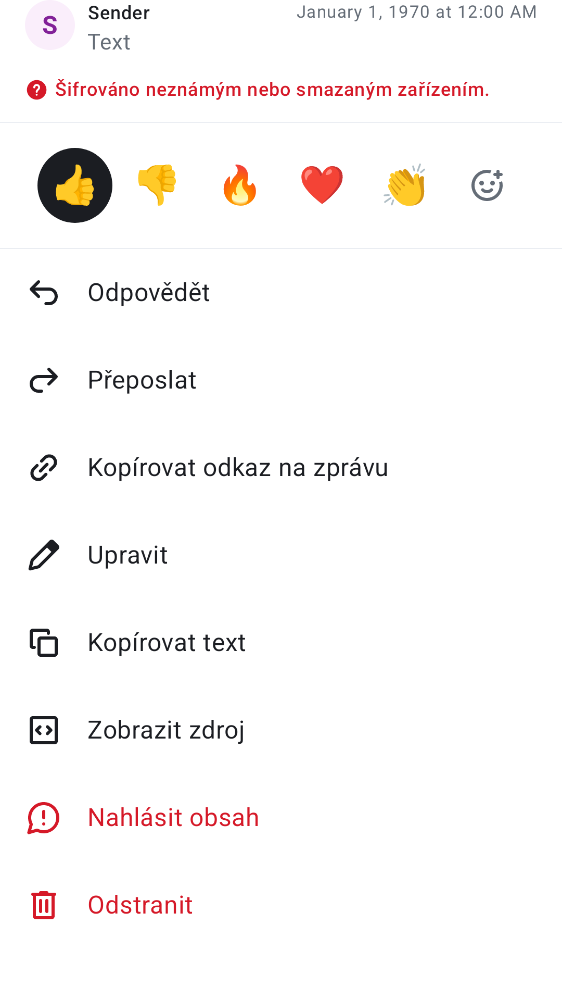 S
Sender
January 1, 1970 at 12:00 AM
Text
Šifrováno neznámým nebo smazaným zařízením.
Odpovědět
Přeposlat
Kopírovat odkaz na zprávu
Upravit
Kopírovat text
Zobrazit zdroj
Nahlásit obsah
Odstranit